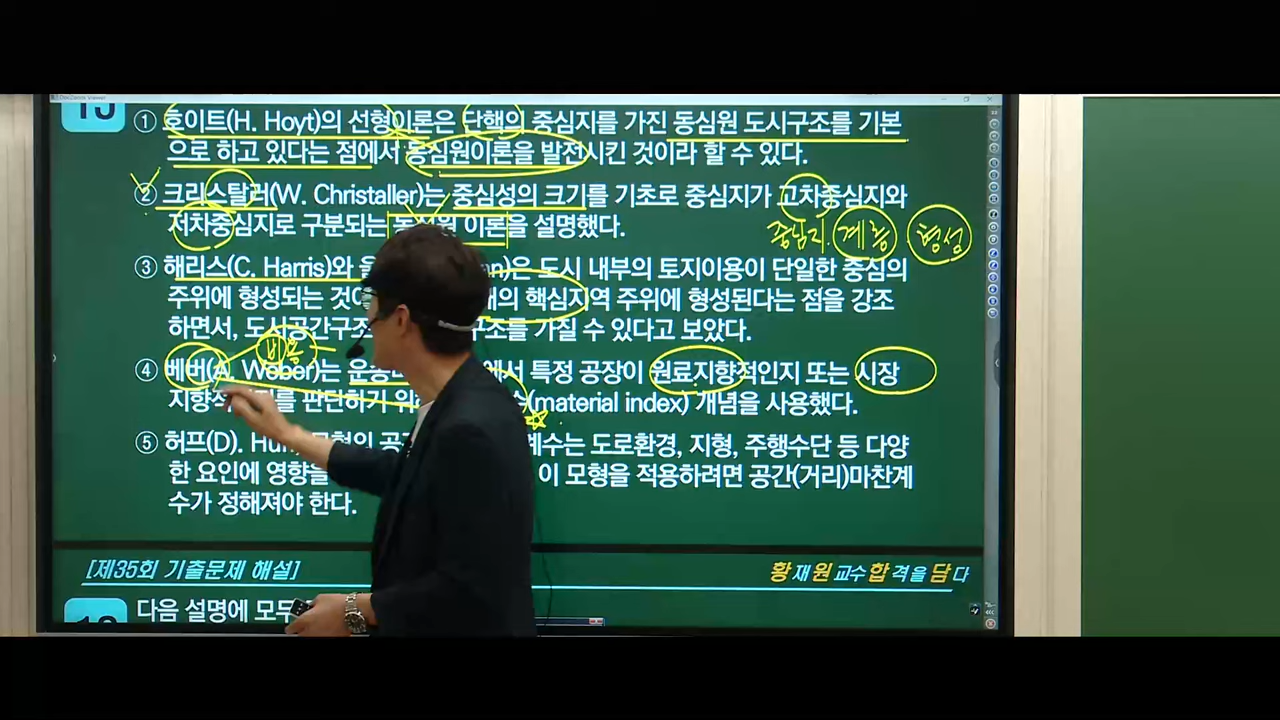 ① 호이트(H. Hoyt)의 선형이론은 단핵의 중심지를 가진 동심원 도시구조를 기본
으로 하고 있다는 점에서 동심원이론을 발전시킨 것이라 할 수 있다.
② 크리스탈러(W. Christaller)는 중심성의 크기를 기초로 중심지가 고차중심지와
저차중심지로 구분되는 동심원 이론을 설명했다.
중심지 계층 형성
③ 해리스(C. Harris)와 은 도시 내부의 토지이용이 단일한 중심의
주위에 형성되는 것 핵심지역 주위에 형성된다는 점을 강조
하면서, 도시공간구조 구조를 가질 수 있다고 보았다.
비용
④ 베버(A. Weber)는 에서 특정 공장이 원료지향적인지 또는 시장
판단하기 (material index) 개념을 사용했다.
⑤ 허프(D. 계수는 도로환경, 지형, 주행수단 등 다양
한 요인에 영향을 이 모형을 적용하려면 공간(거리)마찰계
수가 정해져야 한다.
[제35회 기출문제 해설] 황재원교수합격을담다
다음 설명에 모두